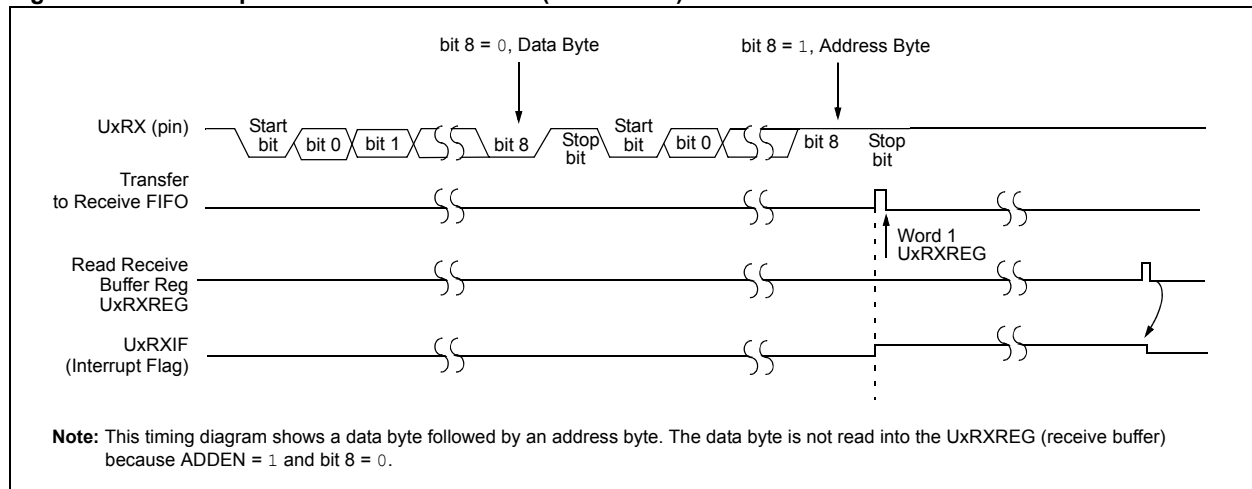 bit 8 = 0, Data Byte
bit 8 = 1, Address Byte
UxRX (pin)
Start
bit
bit 0
bit 1
bit 8
Stop
bit
Start
bit
bit 0
bit 8
Stop
bit
Transfer
to Receive FIFO
Word 1
UxRXREG
Read Receive
Buffer Reg
UxRXREG
UxRXIF
(Interrupt Flag)
Note: This timing diagram shows a data byte followed by an address byte. The data byte is not read into the UxRXREG (receive buffer)
because ADDEN = 1 and bit 8 = 0.